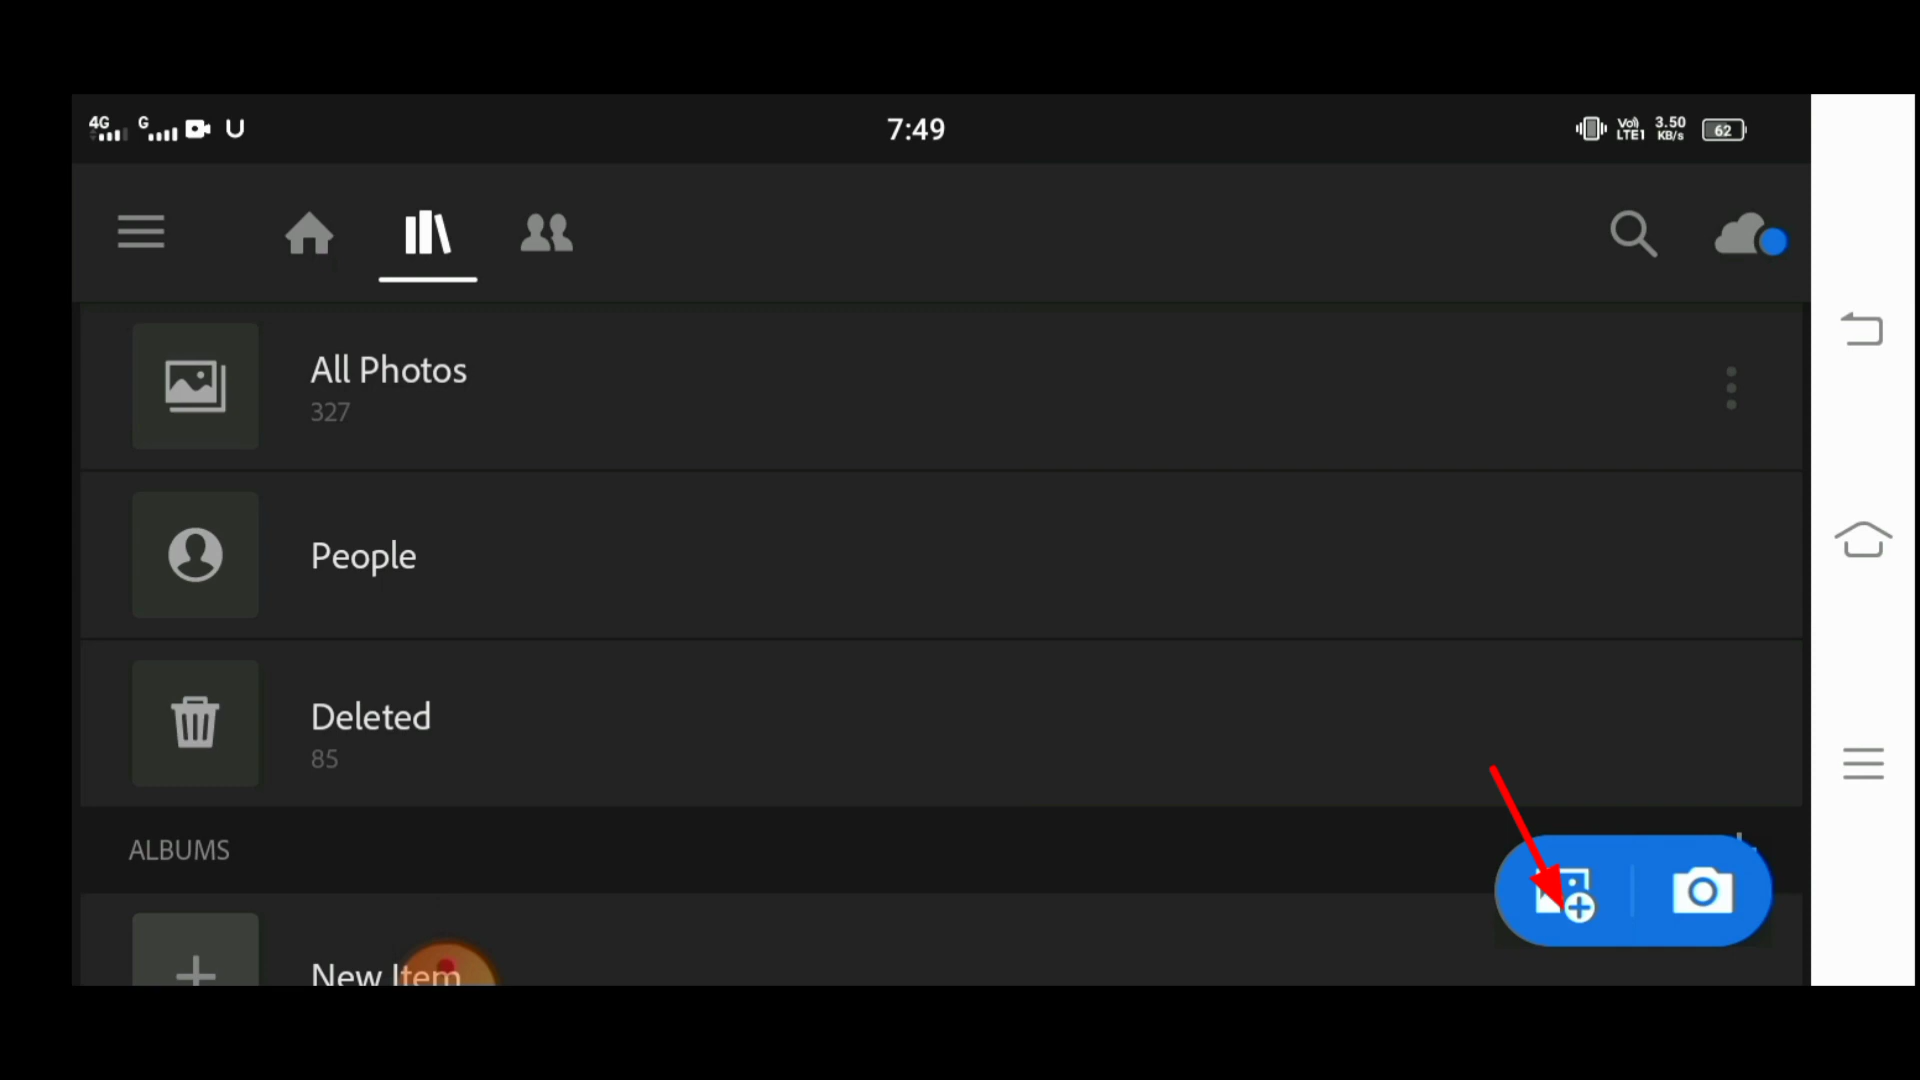 4G G U 7:49 Vo)) LTE1 3.50 KB/s 62
All Photos
327
People
Deleted
85
ALBUMS
New Item